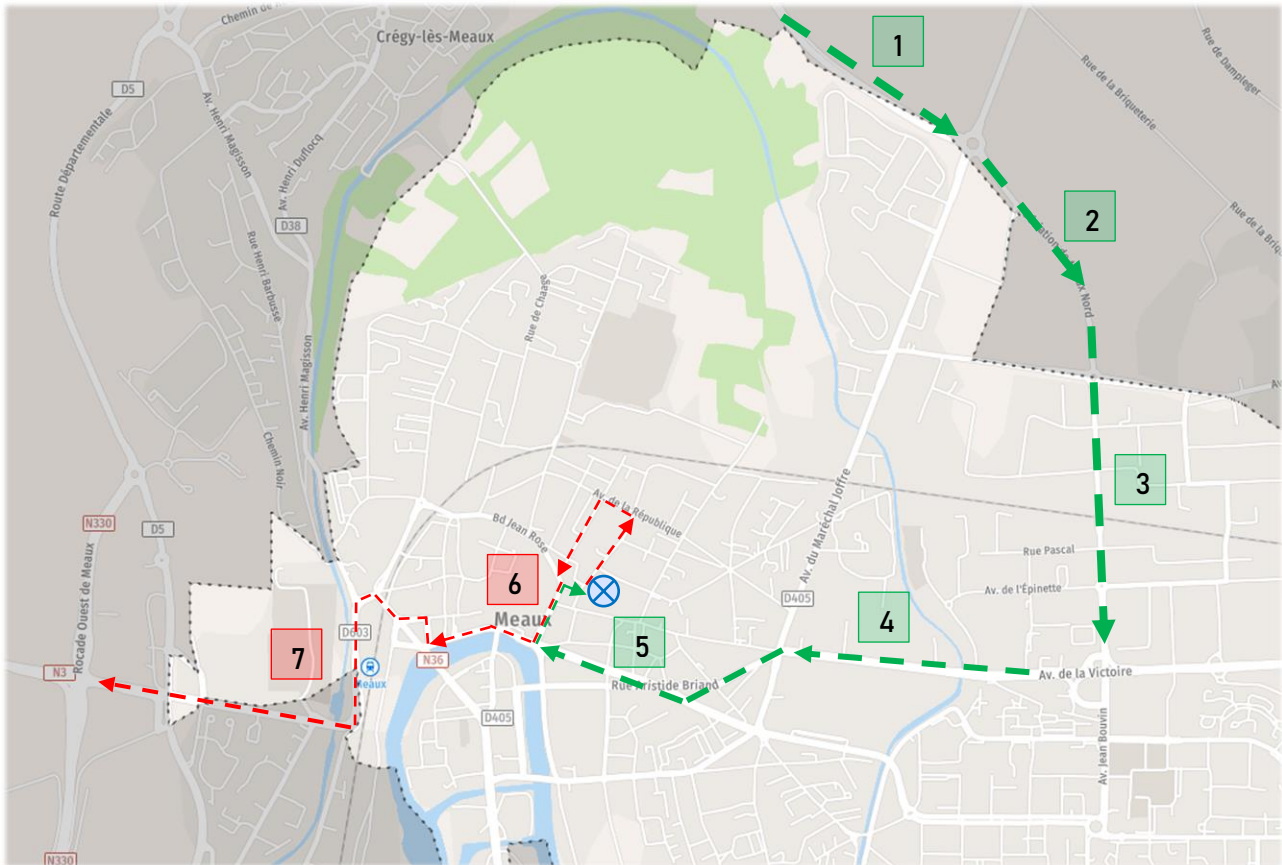 Chemin de
Crégy-lès-Meaux
1
Rue de Dampleger
D5
Rue de la Briqueterie
Av. Henri Magisson
Route Départementale
Av. Henri Duflocq
D38
2
Rue de la
Rue Henri Barbusse
Nord
Rue de Chaage
Av. Henri Magisson
Chemin Noir
Av. du Maréchal Joffre
3
Av. de la République
N330
D5
Bd Jean Rose
Rue Pascal
6
Av. de l'Épinette
D405
Rocade Ouest de Meaux
Meaux
4
D603
5
7
N36
N3
Meaux
Rue Aristide Briand
Av. de la Victoire
D405
Av. Jean Bouvin
N330